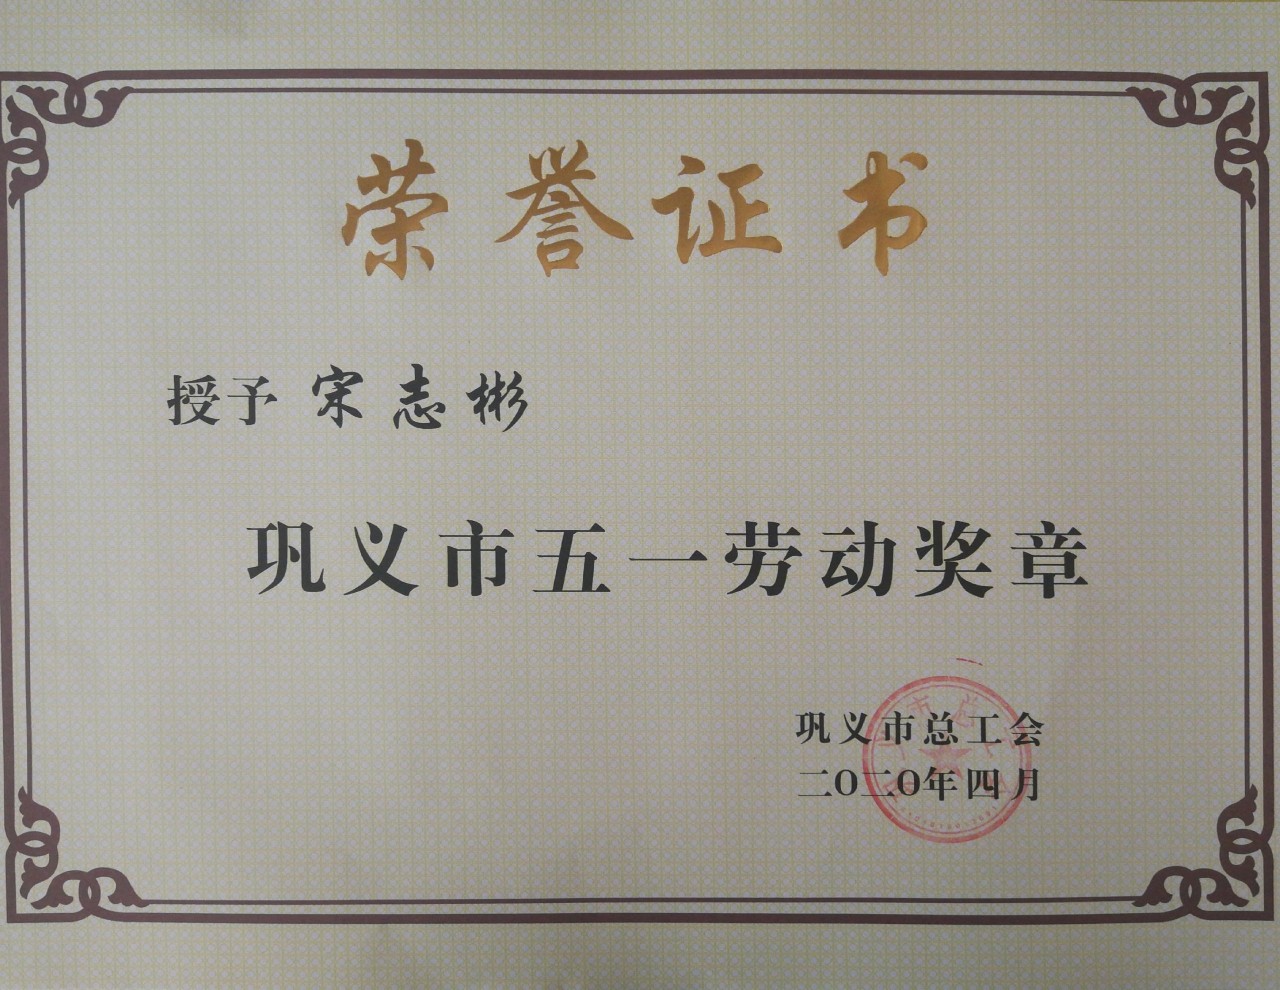 荣誉证书
授予 宋志彬
巩义市五一劳动奖章
巩义市总工会
二〇二〇年四月